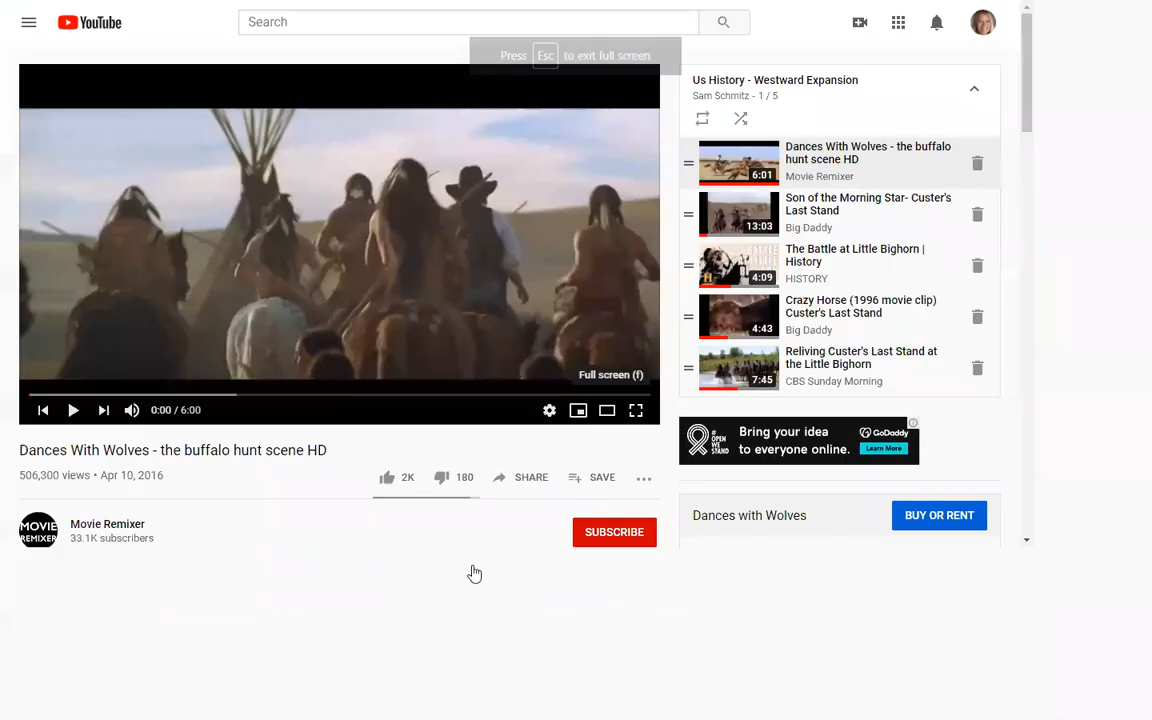 YouTube
Search
Press Esc to exit full screen
Us History - Westward Expansion
Sam Schmitz - 1 / 5
Dances With Wolves - the buffalo
hunt scene HD
6:01
Movie Remixer
Son of the Morning Star- Custer's
Last Stand
13:03
Big Daddy
The Battle at Little Bighorn |
History
4:09
HISTORY
Crazy Horse (1996 movie clip)
Custer's Last Stand
4:43
Big Daddy
Reliving Custer's Last Stand at
the Little Bighorn
7:45
CBS Sunday Morning
Full screen (f)
0:00 / 6:00
#
OPEN
WE
STAND
Bring your idea
to everyone online.
GoDaddy
Learn More
Dances With Wolves - the buffalo hunt scene HD
506,300 views • Apr 10, 2016
2K
180
SHARE
SAVE
MOVIE
REMIXER
Movie Remixer
33.1K subscribers
SUBSCRIBE
Dances with Wolves
BUY OR RENT